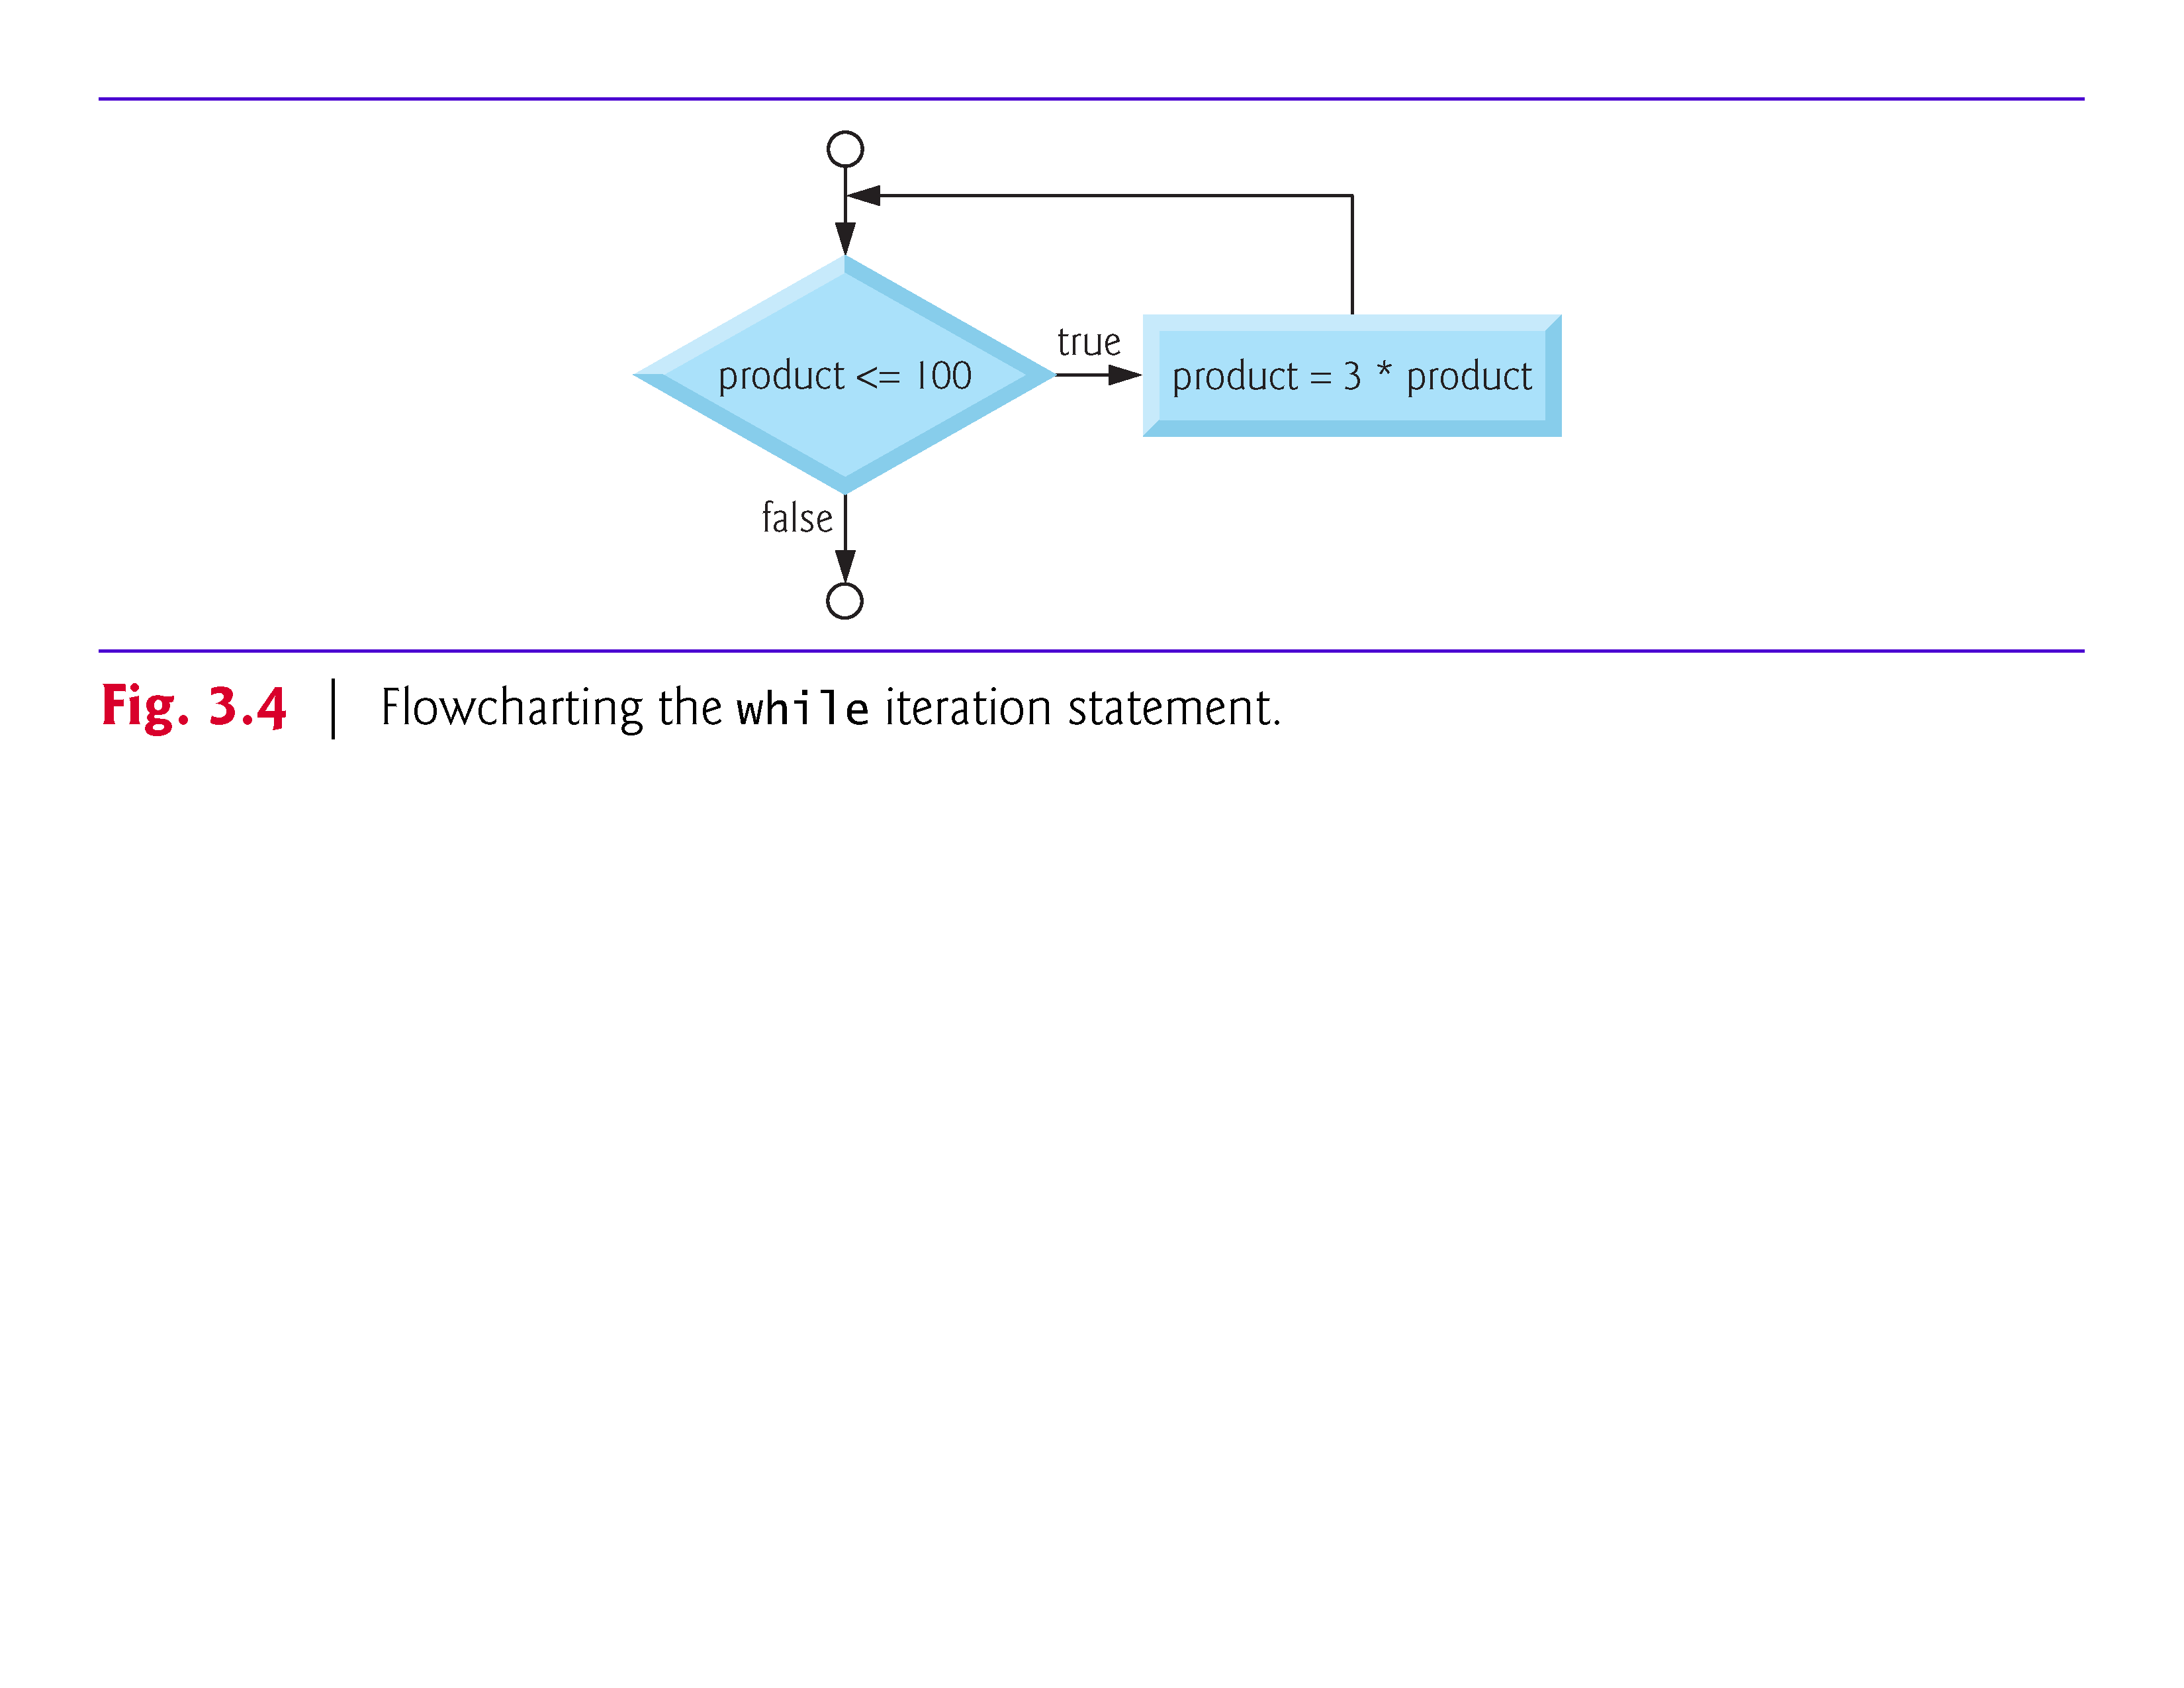 true
product <= 100
product = 3 * product
false
Fig. 3.4 | Flowcharting the while iteration statement.